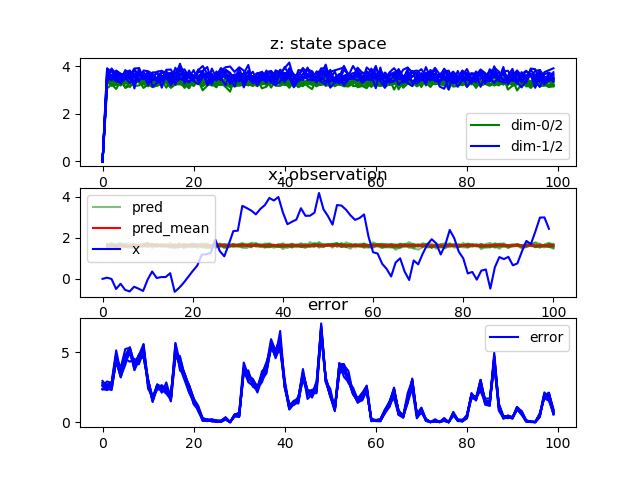 z: state space
4
2
0
dim-0/2
dim-1/2
0 20 40 60 80 100
x: observation
4
2
0
pred
pred_mean
x
0 20 40 60 80 100
error
5
0
error
0 20 40 60 80 100